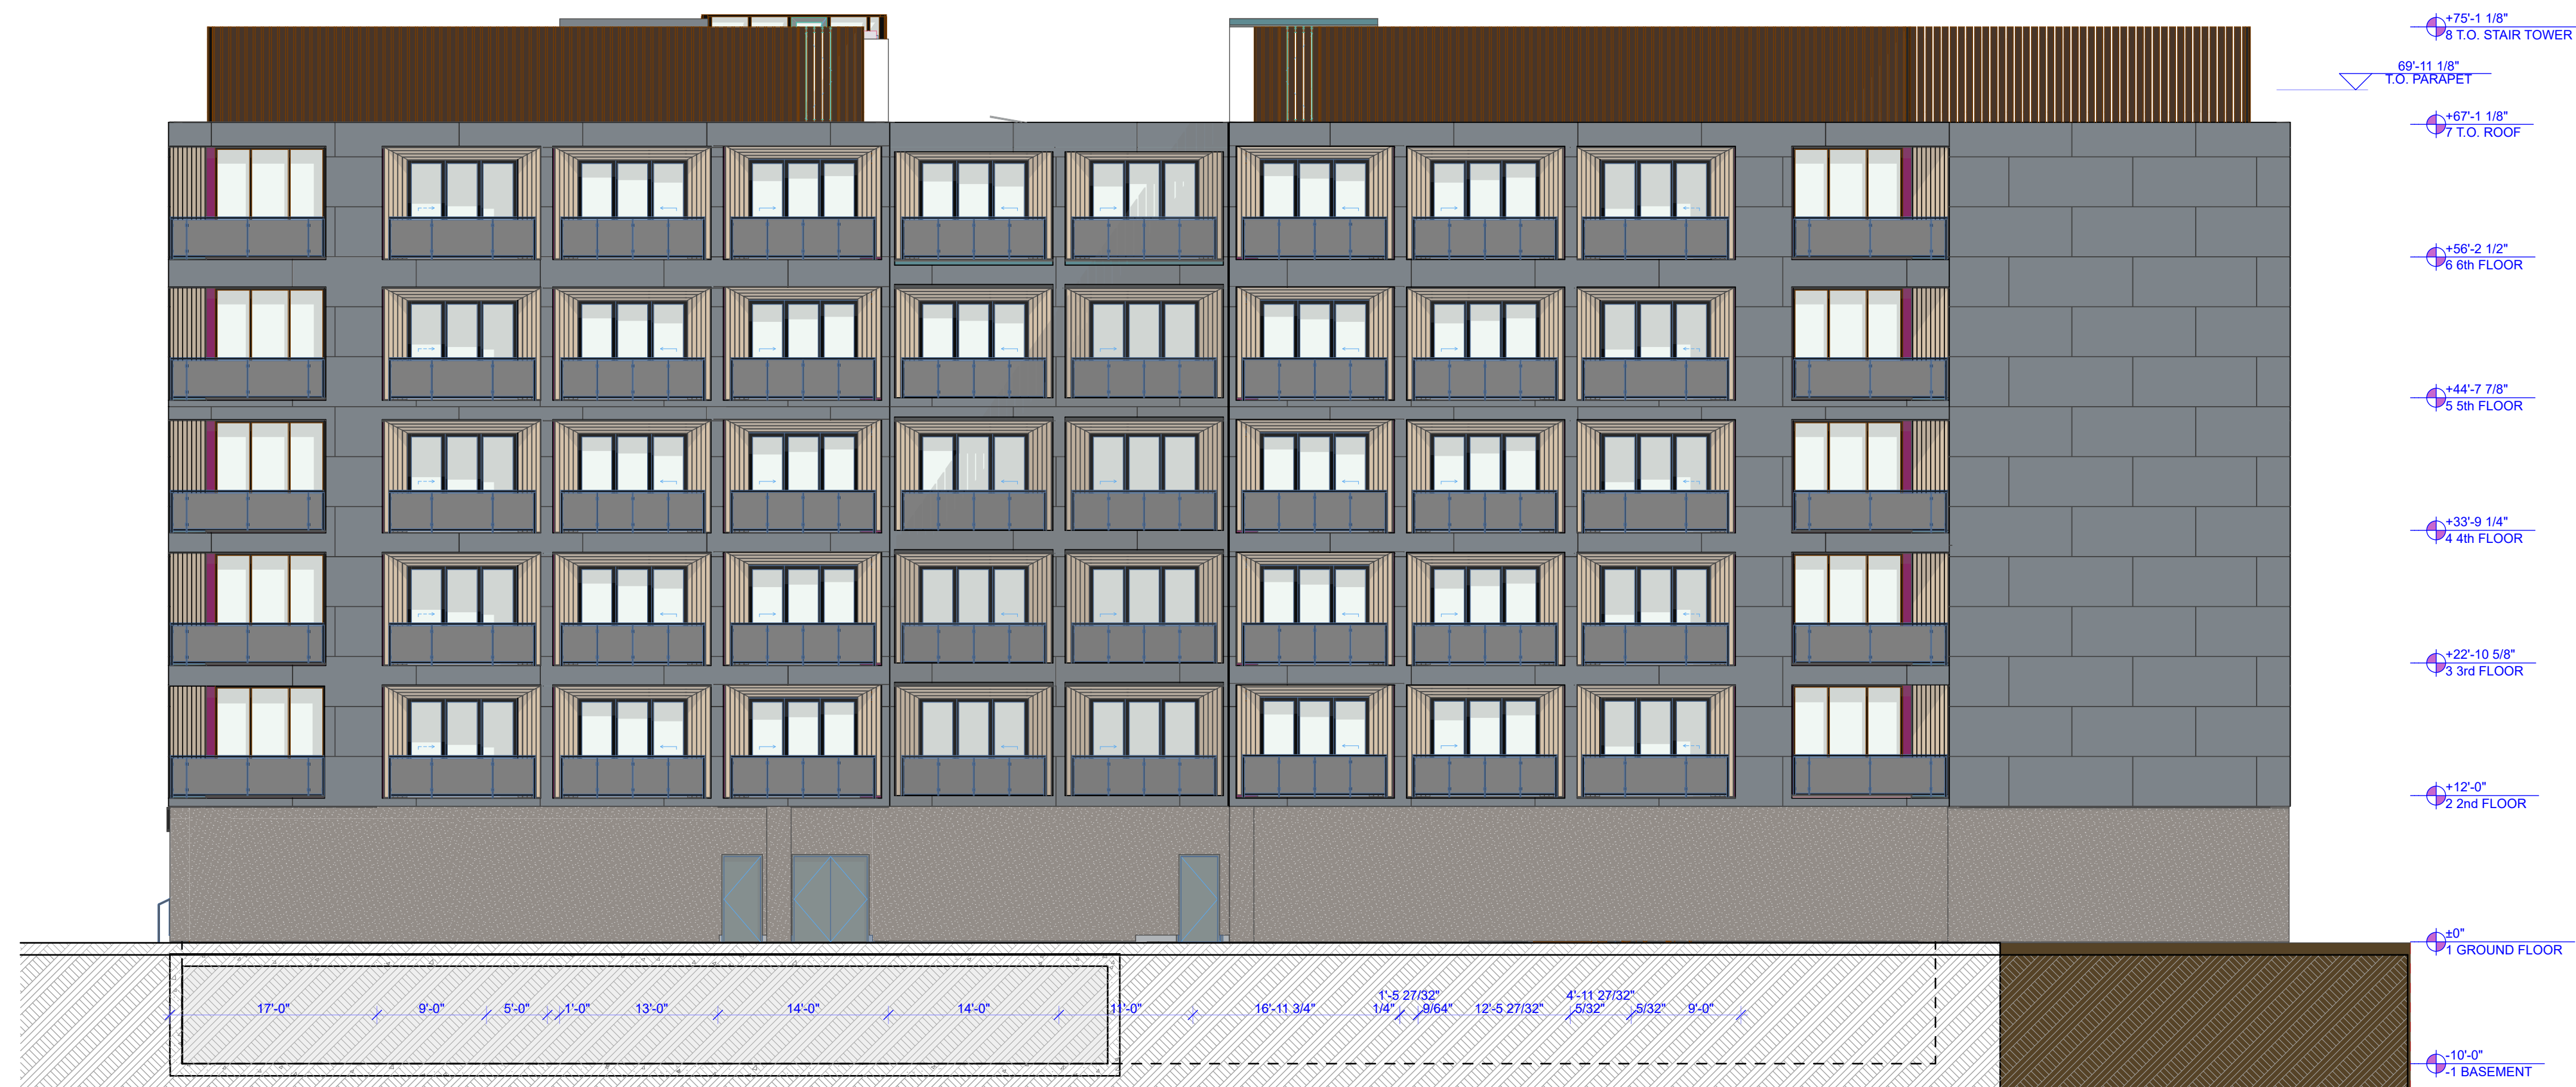 +75'-1 1/8"
8 T.O. STAIR TOWER
69'-11 1/8"
T.O. PARAPET
+67'-1 1/8"
7 T.O. ROOF
+56'-2 1/2"
6 6th FLOOR
+44'-7 7/8"
5 5th FLOOR
+33'-9 1/4"
4 4th FLOOR
+22'-10 5/8"
3 3rd FLOOR
+12'-0"
2 2nd FLOOR
±0"
1 GROUND FLOOR
1'-5 27/32" 4'-11 27/32"
17'-0" 9'-0" 5'-0" 1'-0" 13'-0" 14'-0" 14'-0" 11'-0" 16'-11 3/4" 1/4" 9/64" 12'-5 27/32" 5/32" 5/32" 9'-0"
-10'-0"
-1 BASEMENT